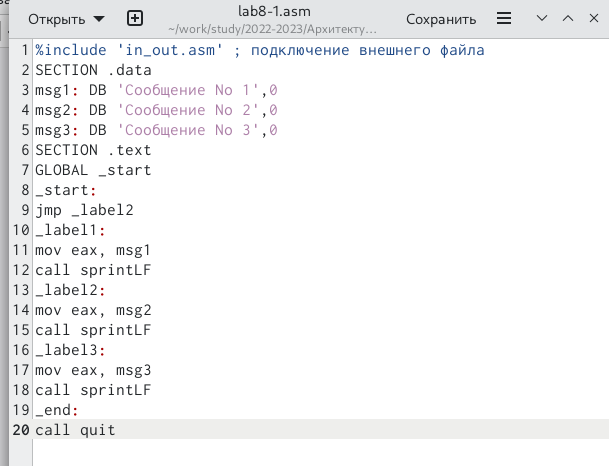 Открыть
lab8-1.asm
~/work/study/2022-2023/Архитекту...
Сохранить
1 %include 'in_out.asm' ; подключение внешнего файла
2 SECTION .data
3 msg1: DB 'Сообщение No 1',0
4 msg2: DB 'Сообщение No 2',0
5 msg3: DB 'Сообщение No 3',0
6 SECTION .text
7 GLOBAL _start
8 _start:
9 jmp _label2
10 _label1:
11 mov eax, msg1
12 call sprintLF
13 _label2:
14 mov eax, msg2
15 call sprintLF
16 _label3:
17 mov eax, msg3
18 call sprintLF
19 _end:
20 call quit